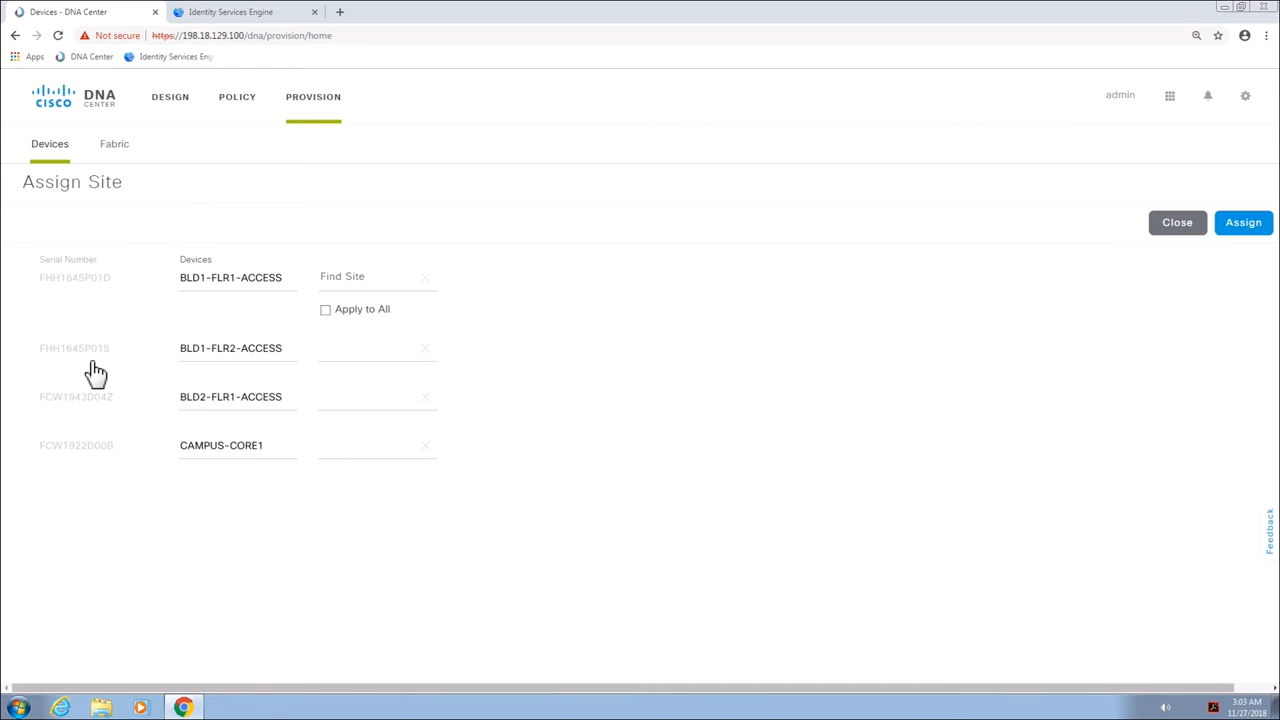 Devices - DNA Center
Identity Services Engine
Not secure https://198.18.129.100/dna/provision/home
Apps DNA Center Identity Services Eng
CISCO DNA CENTER DESIGN POLICY PROVISION admin
Devices Fabric
Assign Site
Close Assign
Serial Number Devices
FHH1645P01D BLD1-FLR1-ACCESS Find Site
Apply to All
FHH1645P018 BLD1-FLR2-ACCESS
FCW1943D04Z BLD2-FLR1-ACCESS
FCW1922D00B CAMPUS-CORE1
Feedback
3:03 AM
11/27/2018